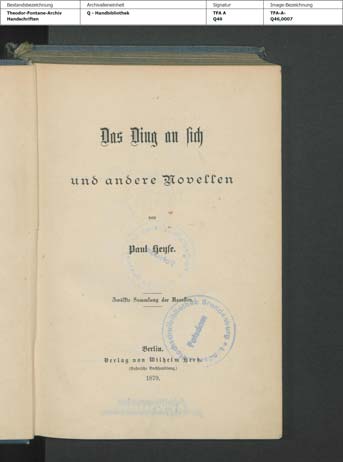 Bestandsbezeichnung
Archivalieneinheit
Signatur
Image-Bezeichnung
Theodor-Fontane-Archiv
Handschriften
Q - Handbibliothek
TFA A
Q46
TFA-A-
Q46,0007
Das Ding an sich
und andere Novellen
von
Paul Heyse.
Zwölfte Sammlung der Novellen.
Berlin.
Verlag von Wilhelm Hertz.
(Bessersche Buchhandlung.)
1879.
Potsdam